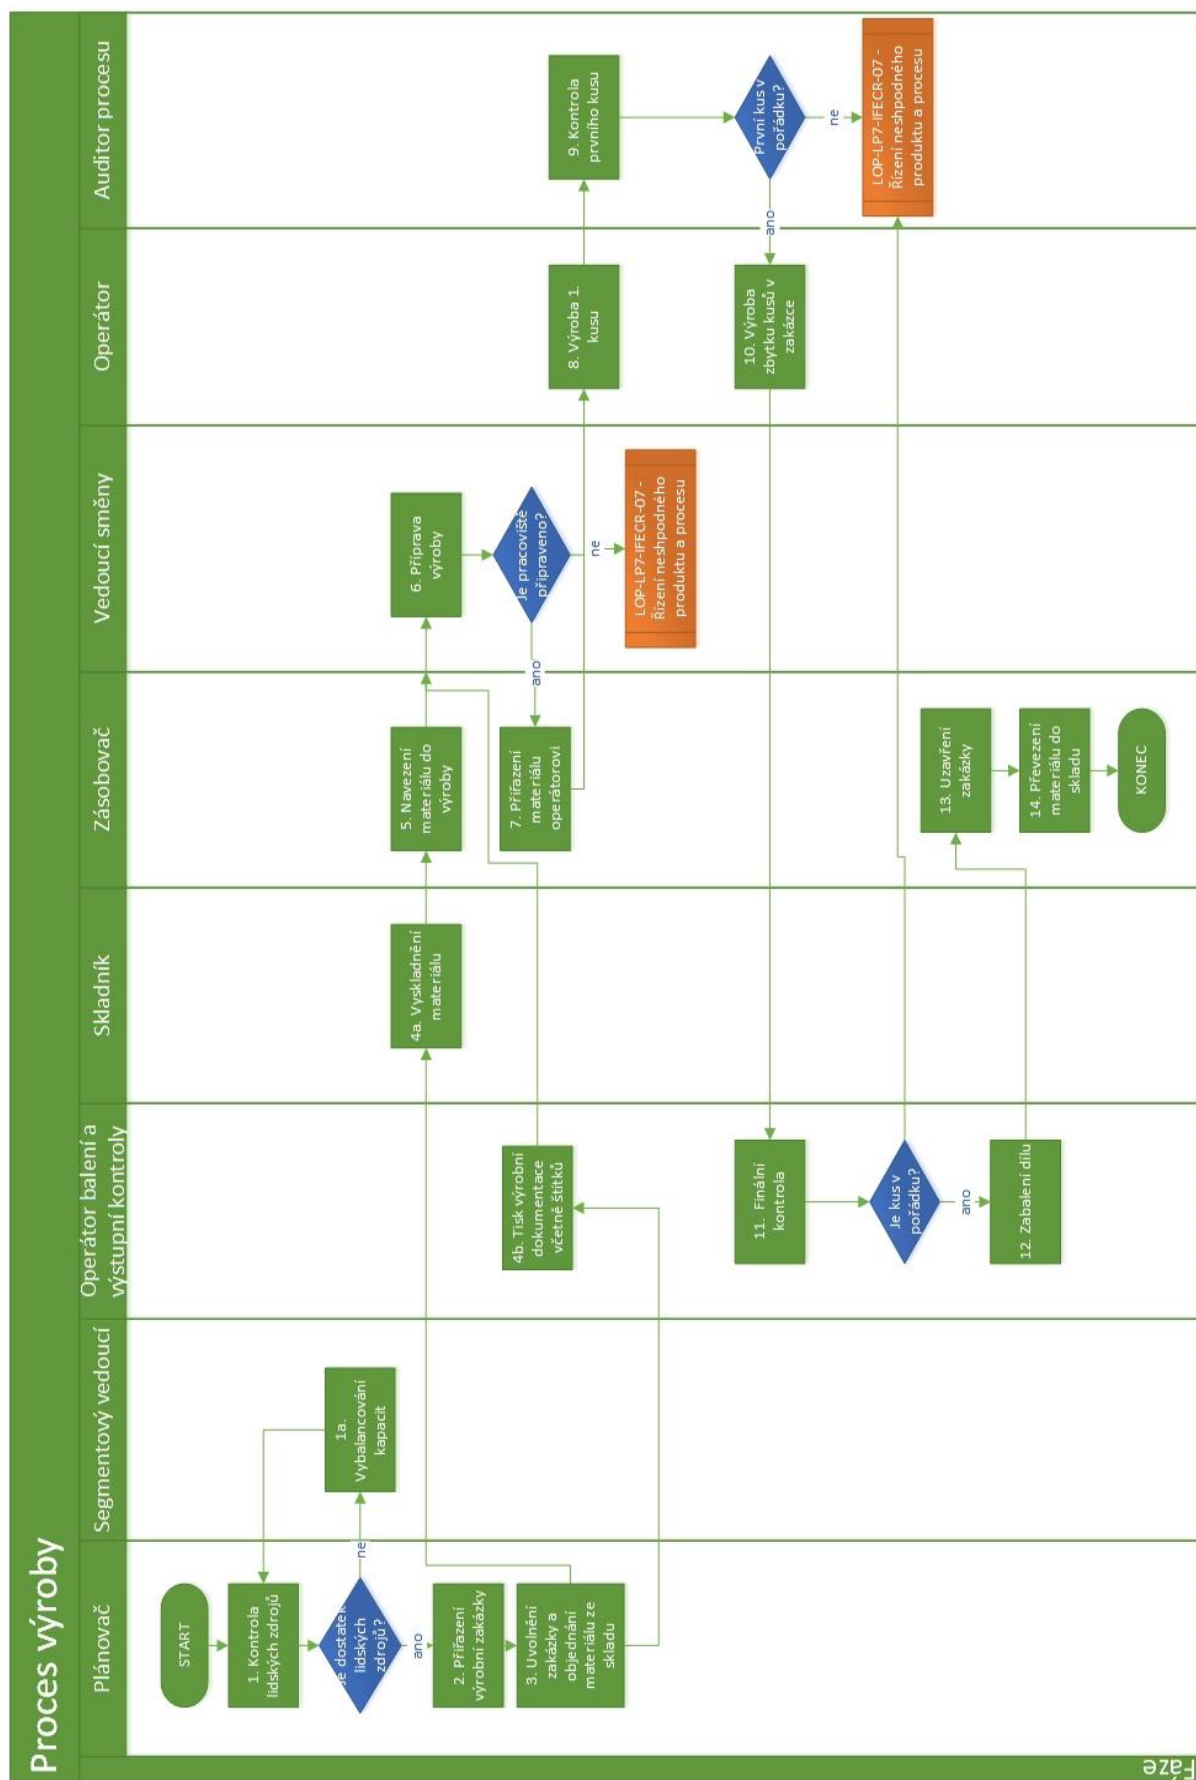 Proces výroby
Plánovač
Segmentový vedoucí
Operátor balení a
výstupní kontroly
Skladník
Zásobovač
Vedoucí směny
Operátor
Auditor procesu
START
1. Kontrola
lidských zdrojů
Je dostatek
lidských
zdrojů?
ne
1a.
Vybalancování
kapacit
ano
2. Přiřazení
výrobní zakázky
3. Uvolnění
zakázky a
objednání
materiálu ze
skladu
4a. Vyskladnění
materiálu
4b. Tisk výrobní
dokumentace
včetně štítků
5. Navezení
materiálu do
výroby
6. Příprava
výroby
Je pracoviště
připraveno?
ano
ne
7. Přiřazení
materiálu
operátorovi
LOP-LP7-IFECR-07 -
Řízení neshpodného
produktu a procesu
8. Výroba 1.
kusu
9. Kontrola
prvního kusu
První kus v
pořádku?
ano
ne
LOP-LP7-IFECR-07 -
Řízení neshpodného
produktu a procesu
10. Výroba
zbytku kusů v
zakázce
11. Finální
kontrola
Je kus v
pořádku?
ano
12. Zabalení dílu
13. Uzavření
zakázky
14. Převezení
materiálu do
skladu
KONEC
Fáze